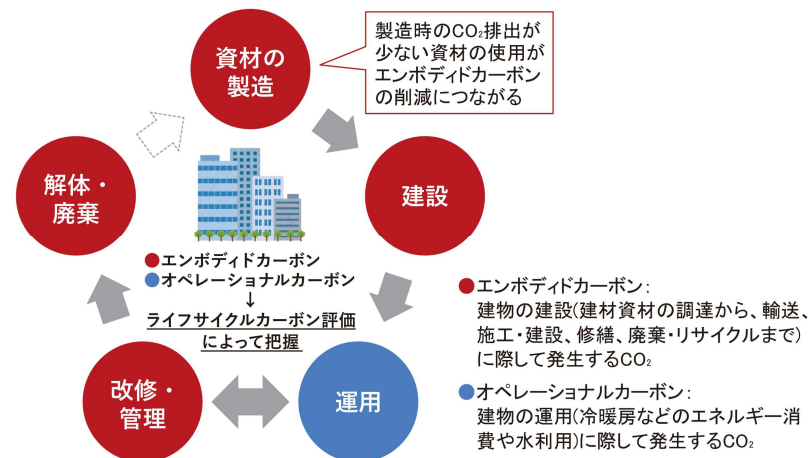 資材の
製造
製造時のCO₂排出が
少ない資材の使用が
エンボディドカーボン
の削減につながる
解体・
廃棄
建設
●エンボディドカーボン
●オペレーショナルカーボン
↓
ライフサイクルカーボン評価
によって把握
改修・
管理
運用
●エンボディドカーボン：
建物の建設(建材資材の調達から、輸送、
施工・建設、修繕、廃棄・リサイクルまで)
に際して発生するCO₂
●オペレーショナルカーボン：
建物の運用(冷暖房などのエネルギー消
費や水利用)に際して発生するCO₂